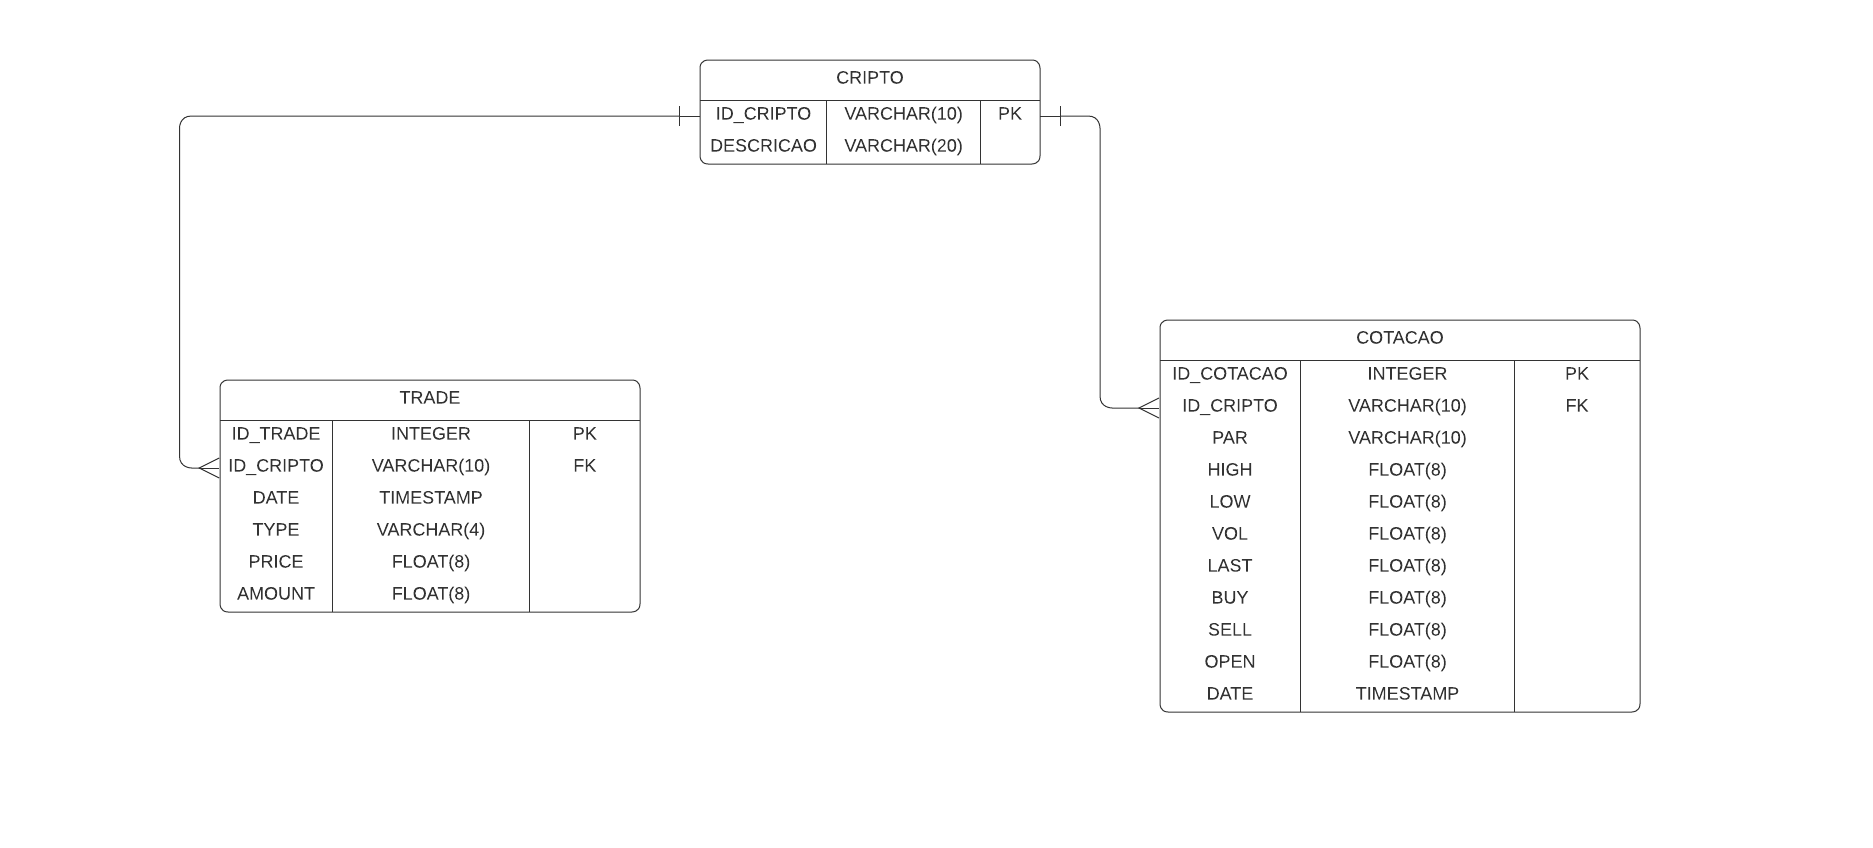 CRIPTO
ID_CRIPTO VARCHAR(10) PK
DESCRICAO VARCHAR(20)
TRADE
ID_TRADE INTEGER PK
ID_CRIPTO VARCHAR(10) FK
DATE TIMESTAMP
TYPE VARCHAR(4)
PRICE FLOAT(8)
AMOUNT FLOAT(8)
COTACAO
ID_COTACAO INTEGER PK
ID_CRIPTO VARCHAR(10) FK
PAR VARCHAR(10)
HIGH FLOAT(8)
LOW FLOAT(8)
VOL FLOAT(8)
LAST FLOAT(8)
BUY FLOAT(8)
SELL FLOAT(8)
OPEN FLOAT(8)
DATE TIMESTAMP